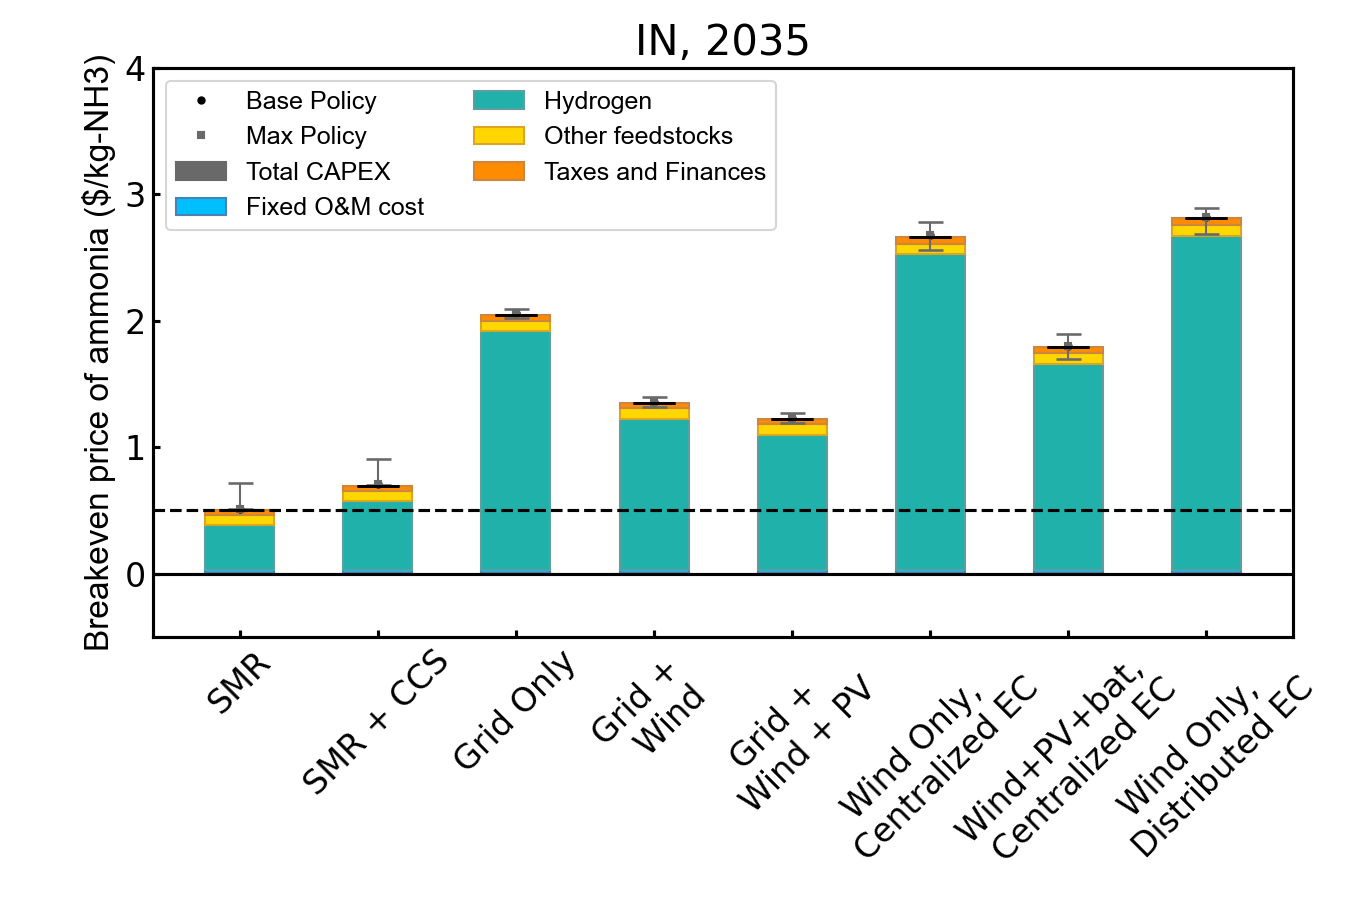 IN, 2035
Breakeven price of ammonia ($/kg-NH3)
4
3
2
1
0
Base Policy
Max Policy
Total CAPEX
Fixed O&M cost
Hydrogen
Other feedstocks
Taxes and Finances
SMR
SMR + CCS
Grid Only
Grid +
Wind
Grid +
Wind + PV
Wind Only,
Centralized EC
Wind+PV+bat,
Centralized EC
Wind Only,
Distributed EC